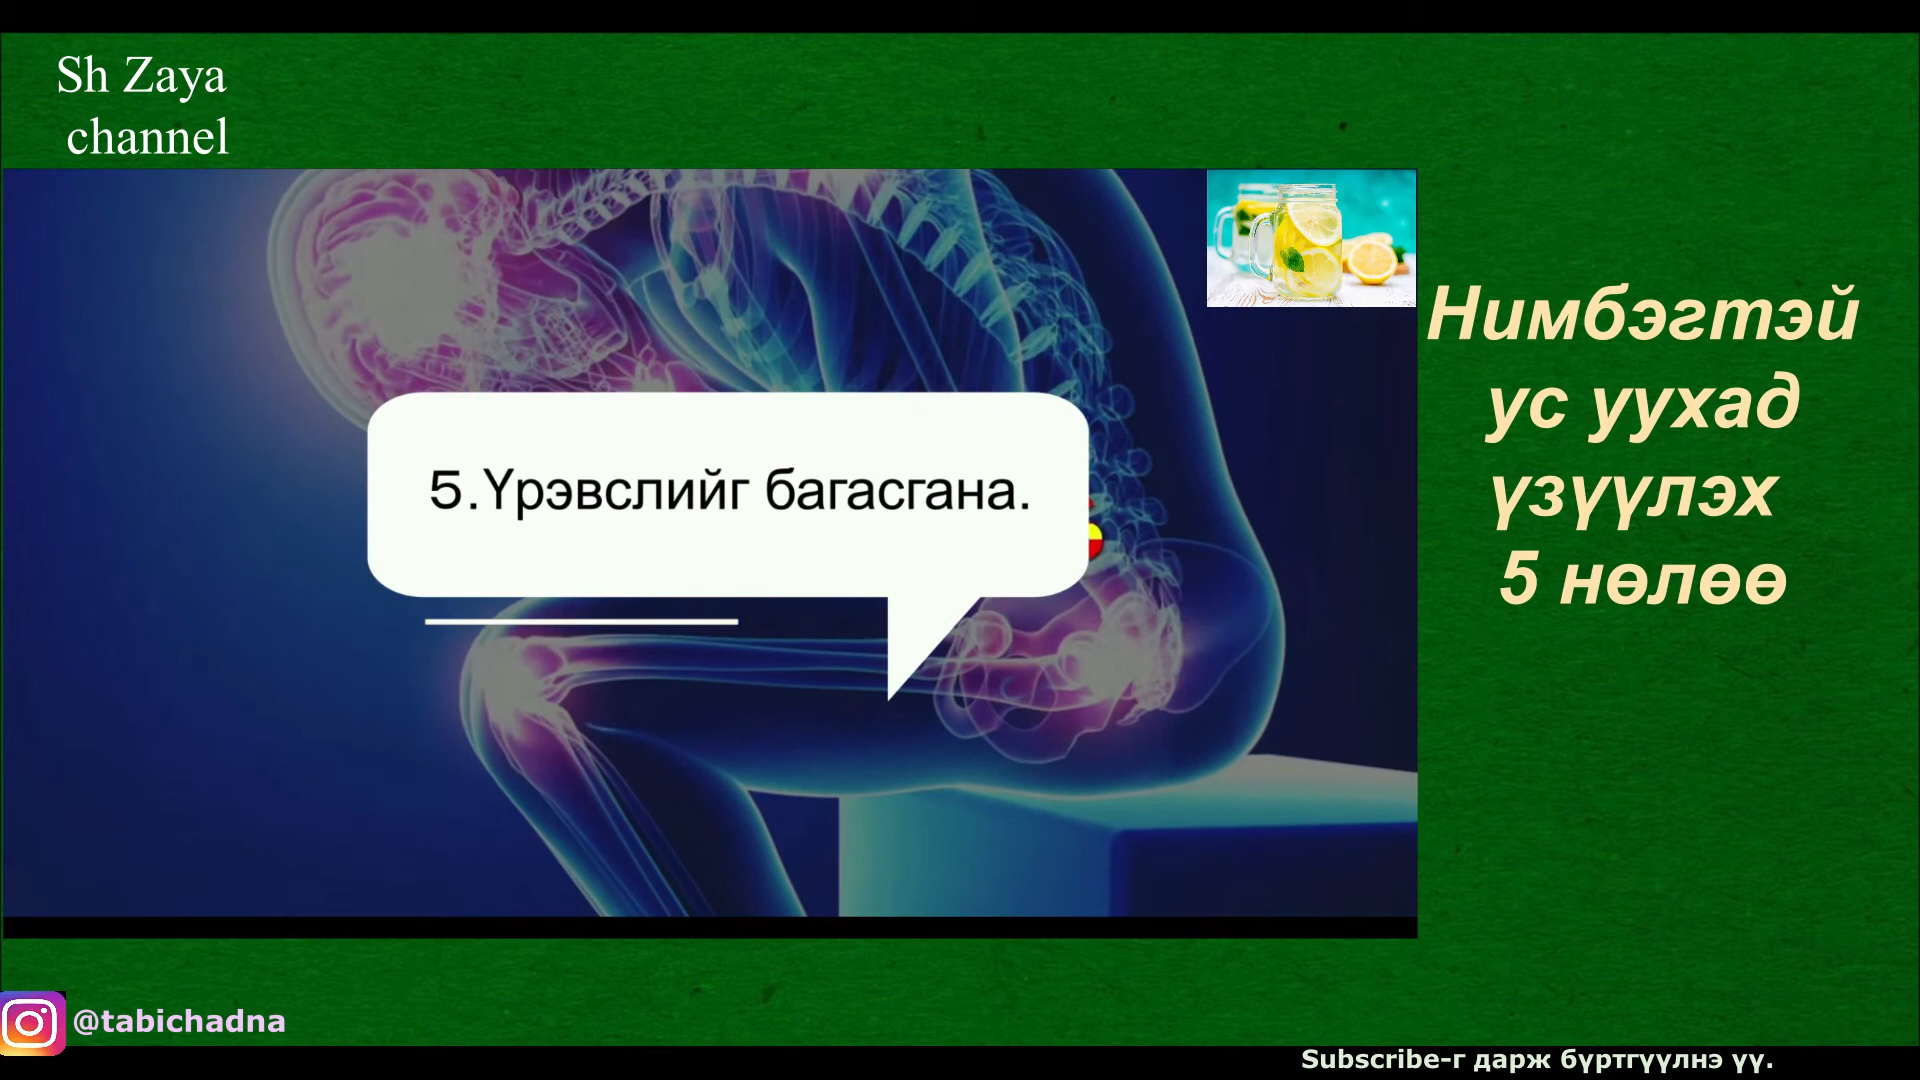 Sh Zaya
channel
5.Үрэвслийг багасгана.
Нимбэгтэй
ус уухад
үзүүлэх
5 нөлөө
@tabichadna
Subscribe-г дарж бүртгүүлнэ үү.